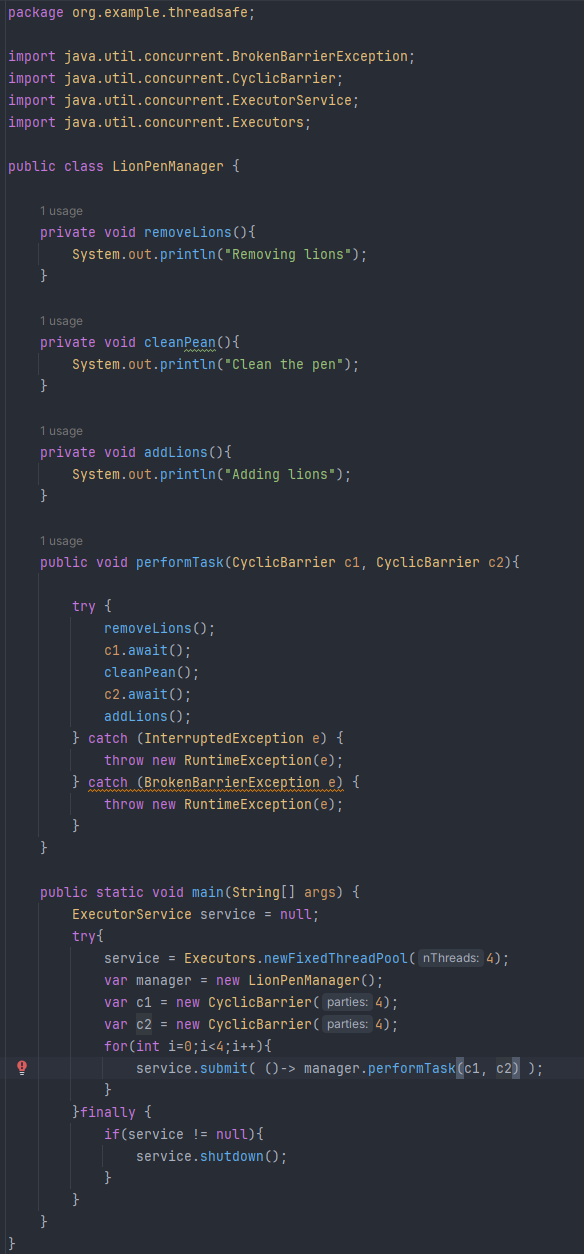 package org.example.threadsafe;
import java.util.concurrent.BrokenBarrierException;
import java.util.concurrent.CyclicBarrier;
import java.util.concurrent.ExecutorService;
import java.util.concurrent.Executors;
public class LionPenManager {
1 usage
private void removeLions(){
System.out.println("Removing lions");
}
1 usage
private void cleanPean(){
System.out.println("Clean the pen");
}
1 usage
private void addLions(){
System.out.println("Adding lions");
}
1 usage
public void performTask(CyclicBarrier c1, CyclicBarrier c2){
try {
removeLions();
c1.await();
cleanPean();
c2.await();
addLions();
} catch (InterruptedException e) {
throw new RuntimeException(e);
} catch (BrokenBarrierException e) {
throw new RuntimeException(e);
}
}
public static void main(String[] args) {
ExecutorService service = null;
try{
service = Executors.newFixedThreadPool( nThreads: 4);
var manager = new LionPenManager();
var c1 = new CyclicBarrier( parties: 4);
var c2 = new CyclicBarrier( parties: 4);
for(int i=0;i<4;i++){
service.submit( ()-> manager.performTask(c1, c2) );
}
}finally {
if(service != null){
service.shutdown();
}
}
}
}